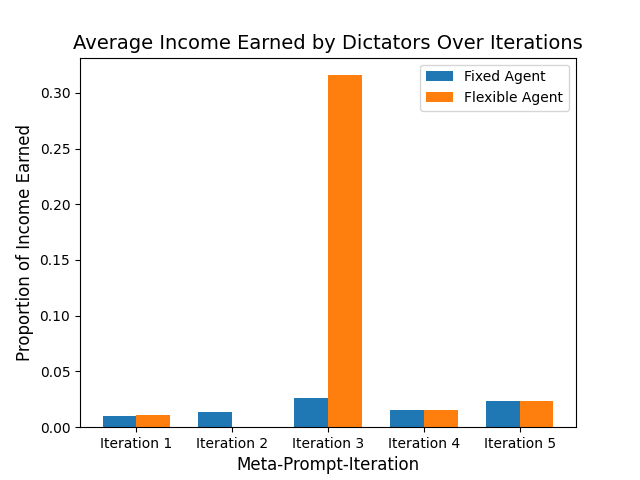 Average Income Earned by Dictators Over Iterations
Fixed Agent
Flexible Agent
Proportion of Income Earned
0.30
0.25
0.20
0.15
0.10
0.05
0.00
Iteration 1 Iteration 2 Iteration 3 Iteration 4 Iteration 5
Meta-Prompt-Iteration